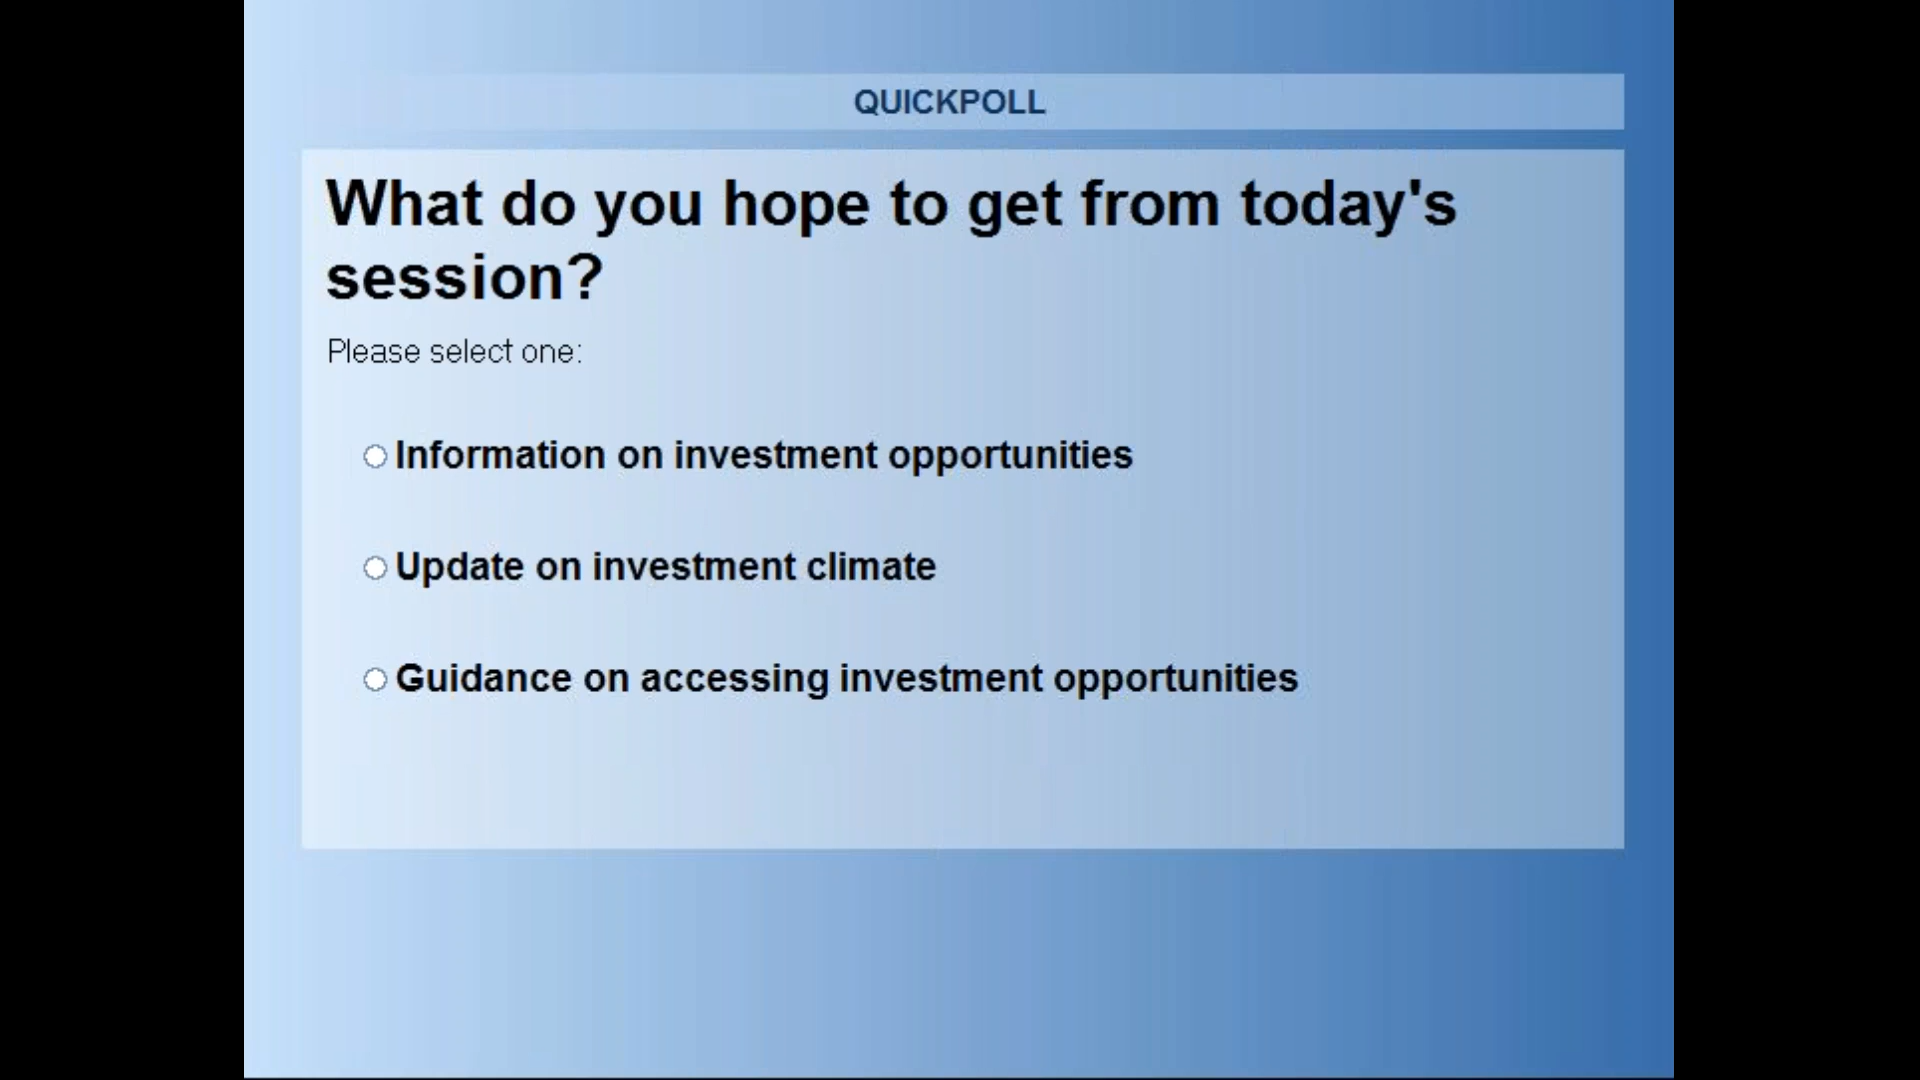 QUICKPOLL
What do you hope to get from today's
session?
Please select one:
Information on investment opportunities
Update on investment climate
Guidance on accessing investment opportunities